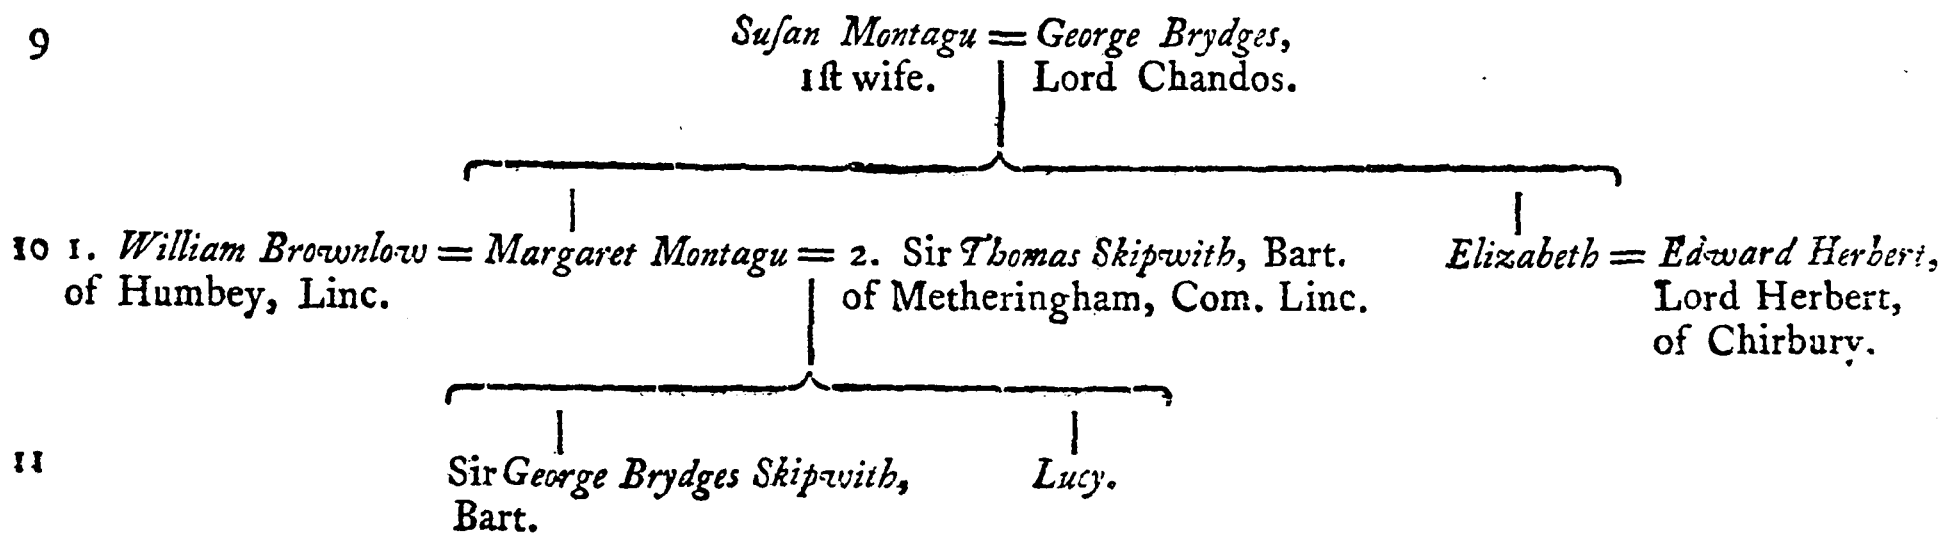 9 Suſan Montagu = George Brydges,
1ſt wife. Lord Chandos.
10 1. William Brownlow = Margaret Montagu = 2. Sir Thomas Skipwith, Bart. Elizabeth = Edward Herbert,
of Humbey, Linc. of Metheringham, Com. Linc. Lord Herbert,
of Chirbury.
11 Sir George Brydges Skipwith, Lucy.
Bart.